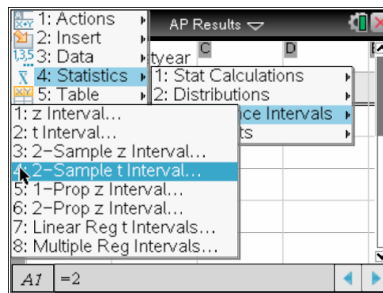 1: Actions
AP Results
2: Insert
3: Data
tyear C D
4: Statistics
1: Stat Calculations
5: Table
2: Distributions
1: z Interval...
nce Intervals
2: t Interval...
ts
3: 2-Sample z Interval...
4: 2-Sample t Interval...
5: 1-Prop z Interval...
6: 2-Prop z Interval...
7: Linear Reg t Intervals...
8: Multiple Reg Intervals...
A1 =2